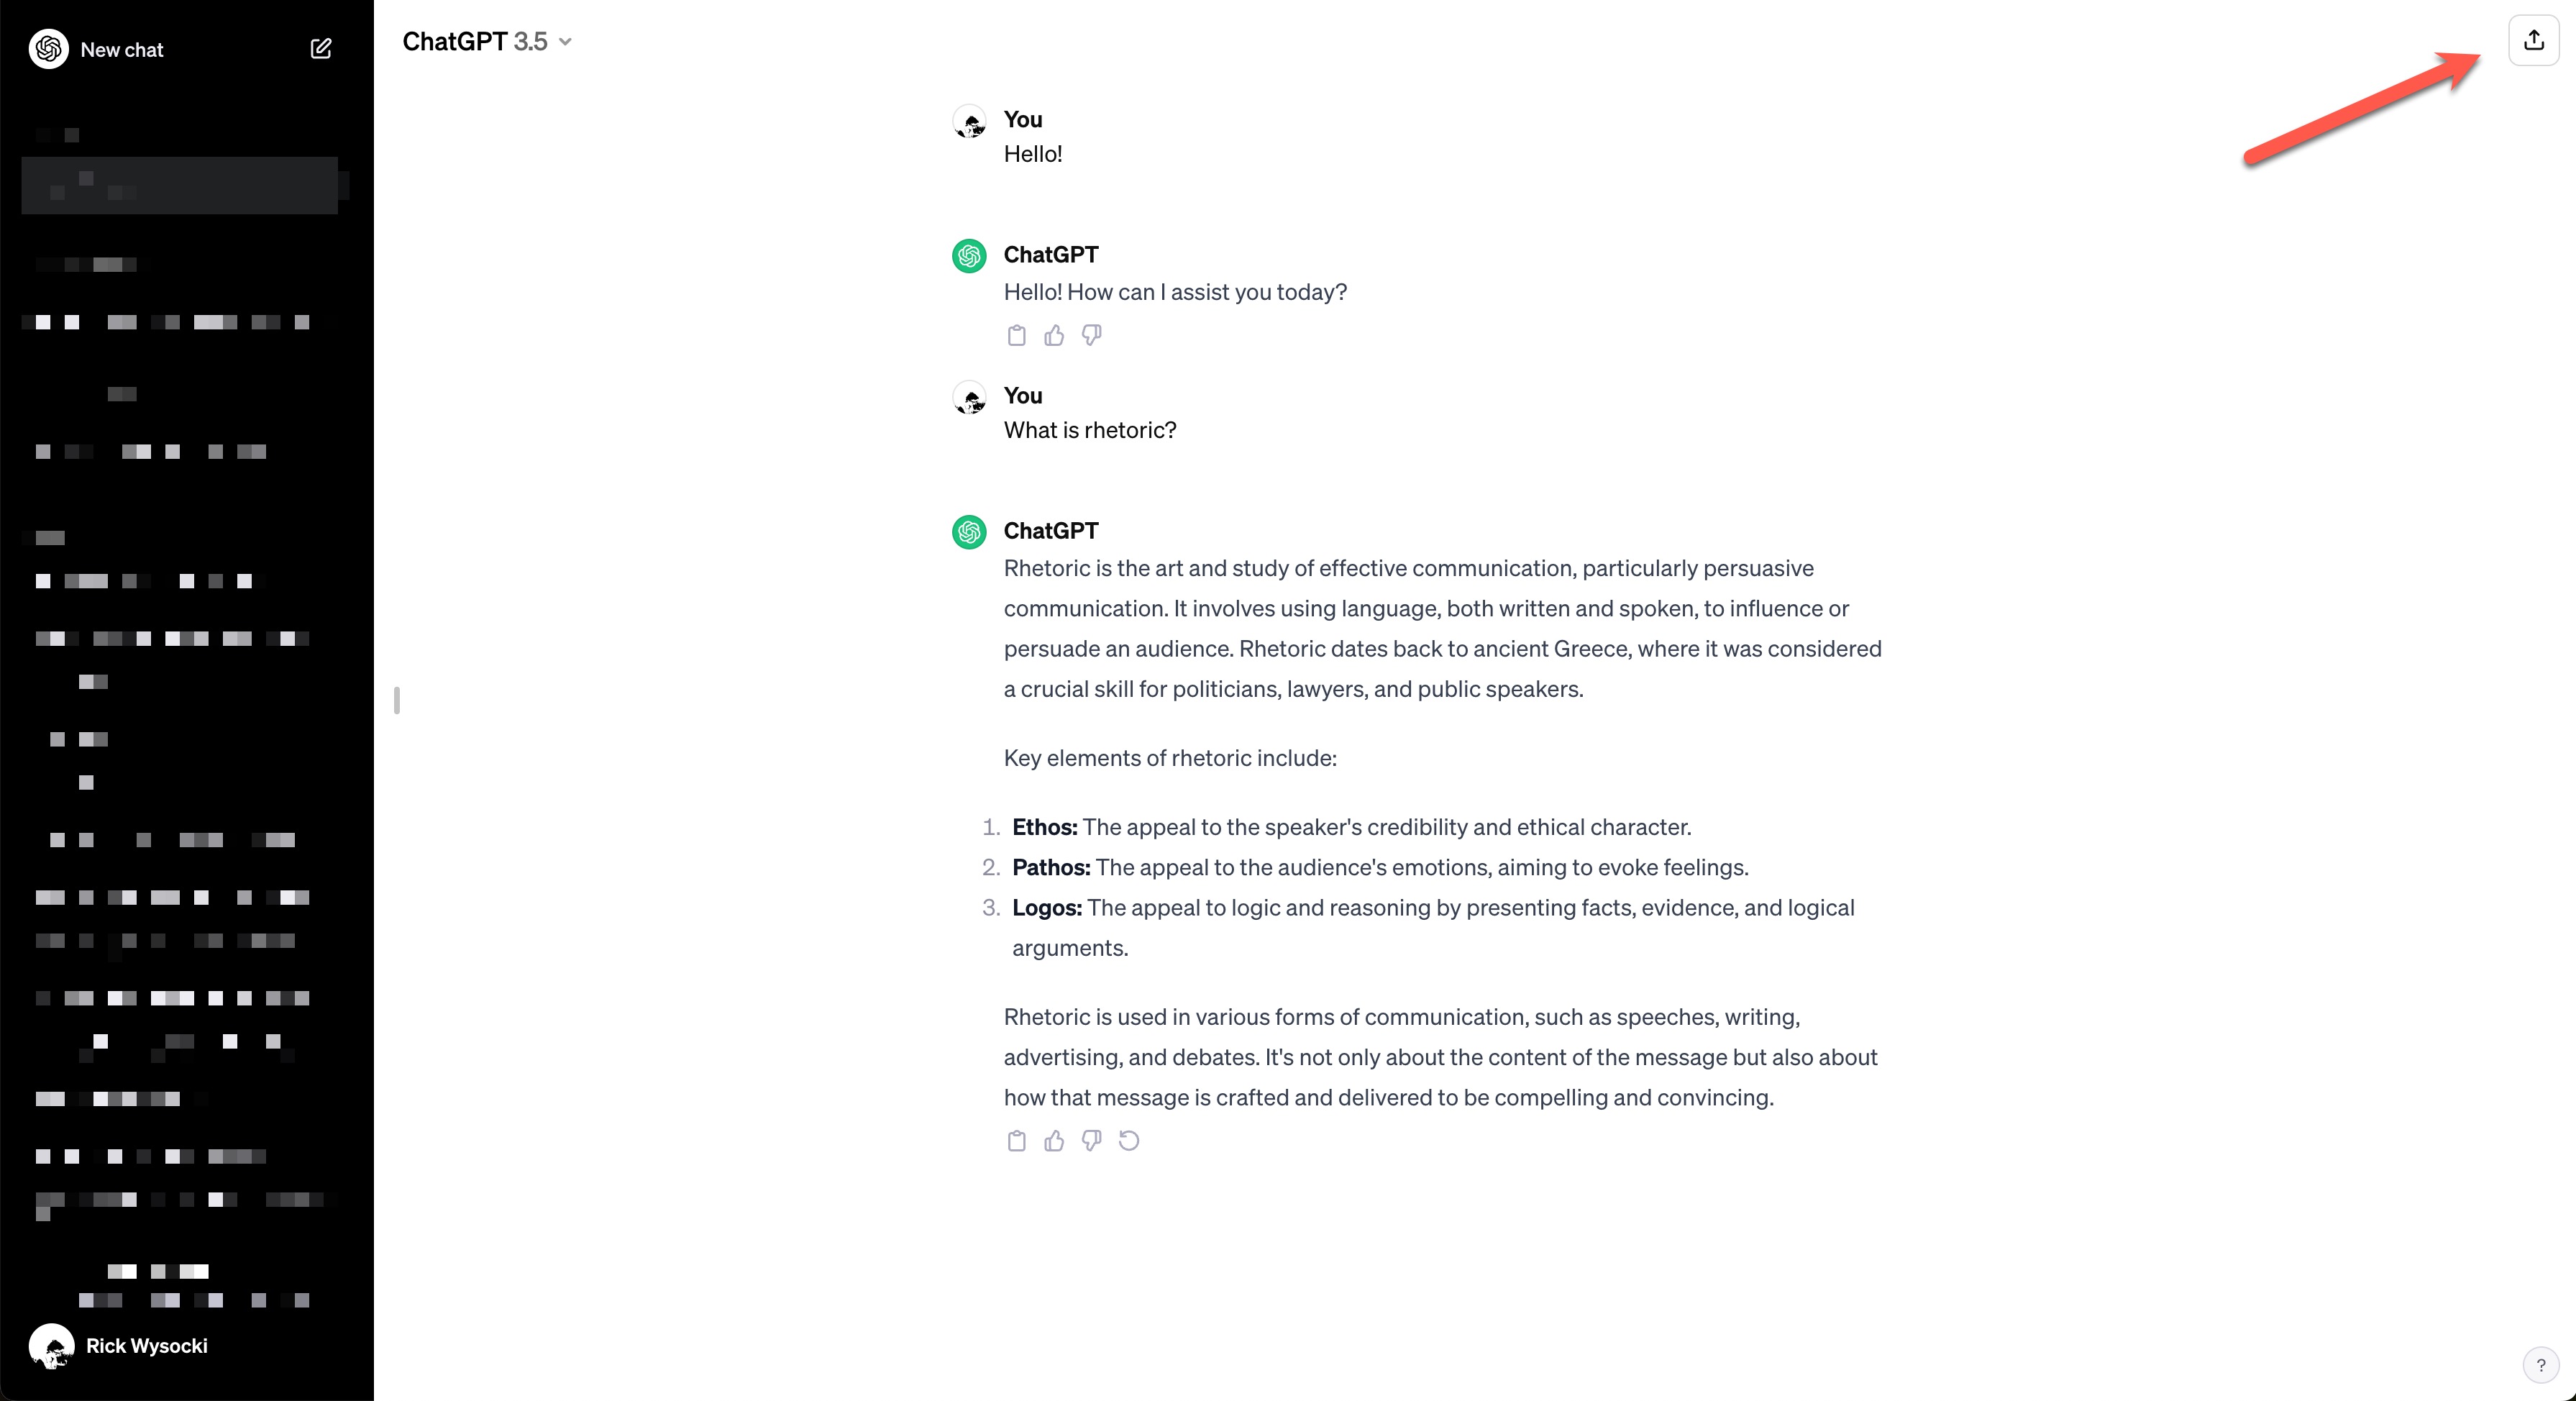 New chat
ChatGPT 3.5
You
Hello!
ChatGPT
Hello! How can I assist you today?
You
What is rhetoric?
ChatGPT
Rhetoric is the art and study of effective communication, particularly persuasive
communication. It involves using language, both written and spoken, to influence or
persuade an audience. Rhetoric dates back to ancient Greece, where it was considered
a crucial skill for politicians, lawyers, and public speakers.
Key elements of rhetoric include:
1. Ethos: The appeal to the speaker's credibility and ethical character.
2. Pathos: The appeal to the audience's emotions, aiming to evoke feelings.
3. Logos: The appeal to logic and reasoning by presenting facts, evidence, and logical
arguments.
Rhetoric is used in various forms of communication, such as speeches, writing,
advertising, and debates. It's not only about the content of the message but also about
how that message is crafted and delivered to be compelling and convincing.
Rick Wysocki
?